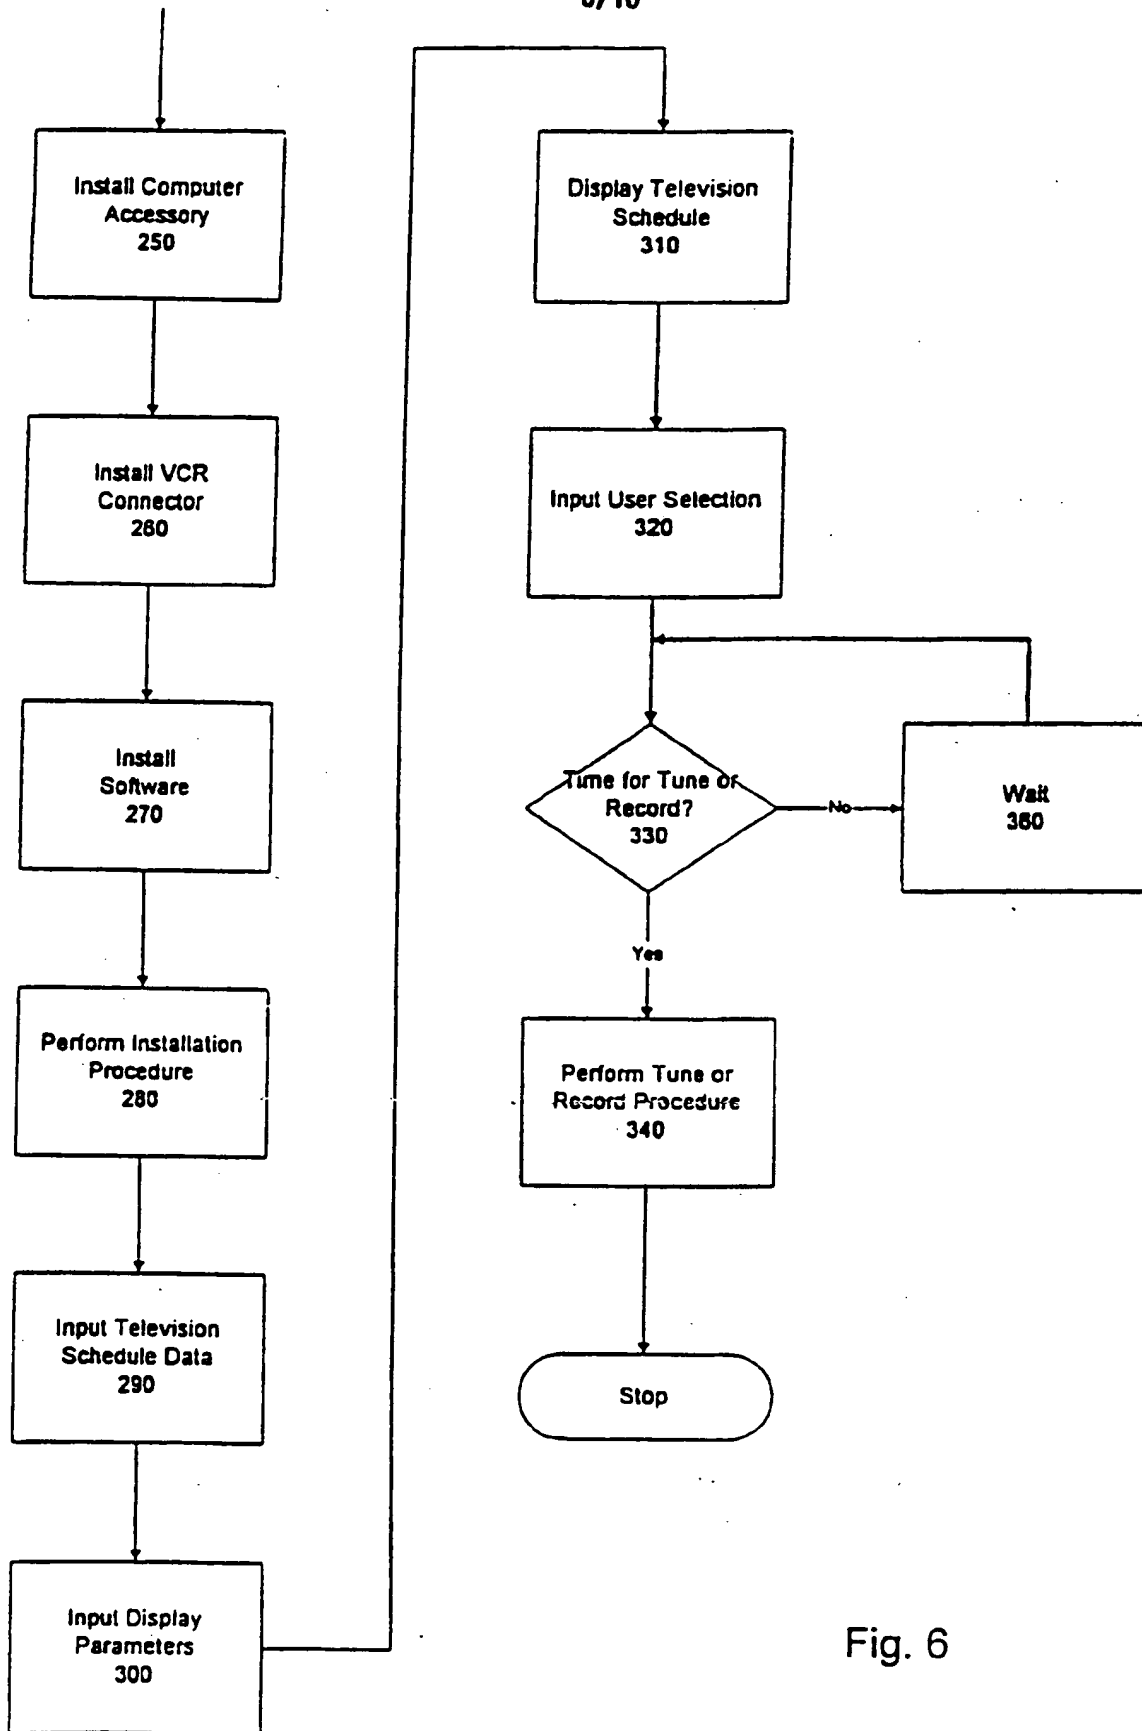 Install Computer
Accessory
250
Install VCR
Connector
260
Install
Software
270
Perform Installation
Procedure
280
Input Television
Schedule Data
290
Input Display
Parameters
300
Display Television
Schedule
310
Input User Selection
320
Time for Tune or
Record?
330
No
Wait
360
Yes
Perform Tune or
Record Procedure
340
Stop
Fig. 6